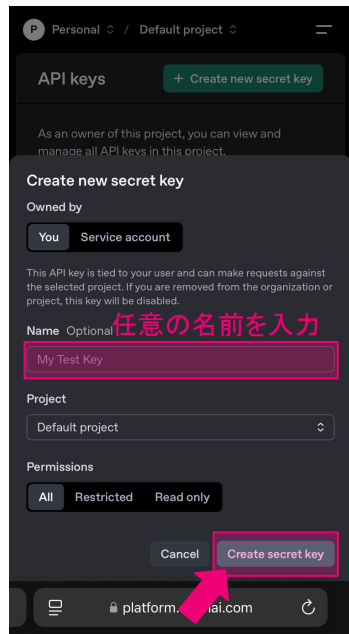 P Personal / Default project
API keys
+ Create new secret key
As an owner of this project, you can view and
manage all API keys in this project.
Create new secret key
Owned by
You Service account
This API key is tied to your user and can make requests against
the selected project. If you are removed from the organization or
project, this key will be disabled.
Name Optional 任意の名前を入力
My Test Key
Project
Default project
Permissions
All Restricted Read only
Cancel Create secret key
ai.com